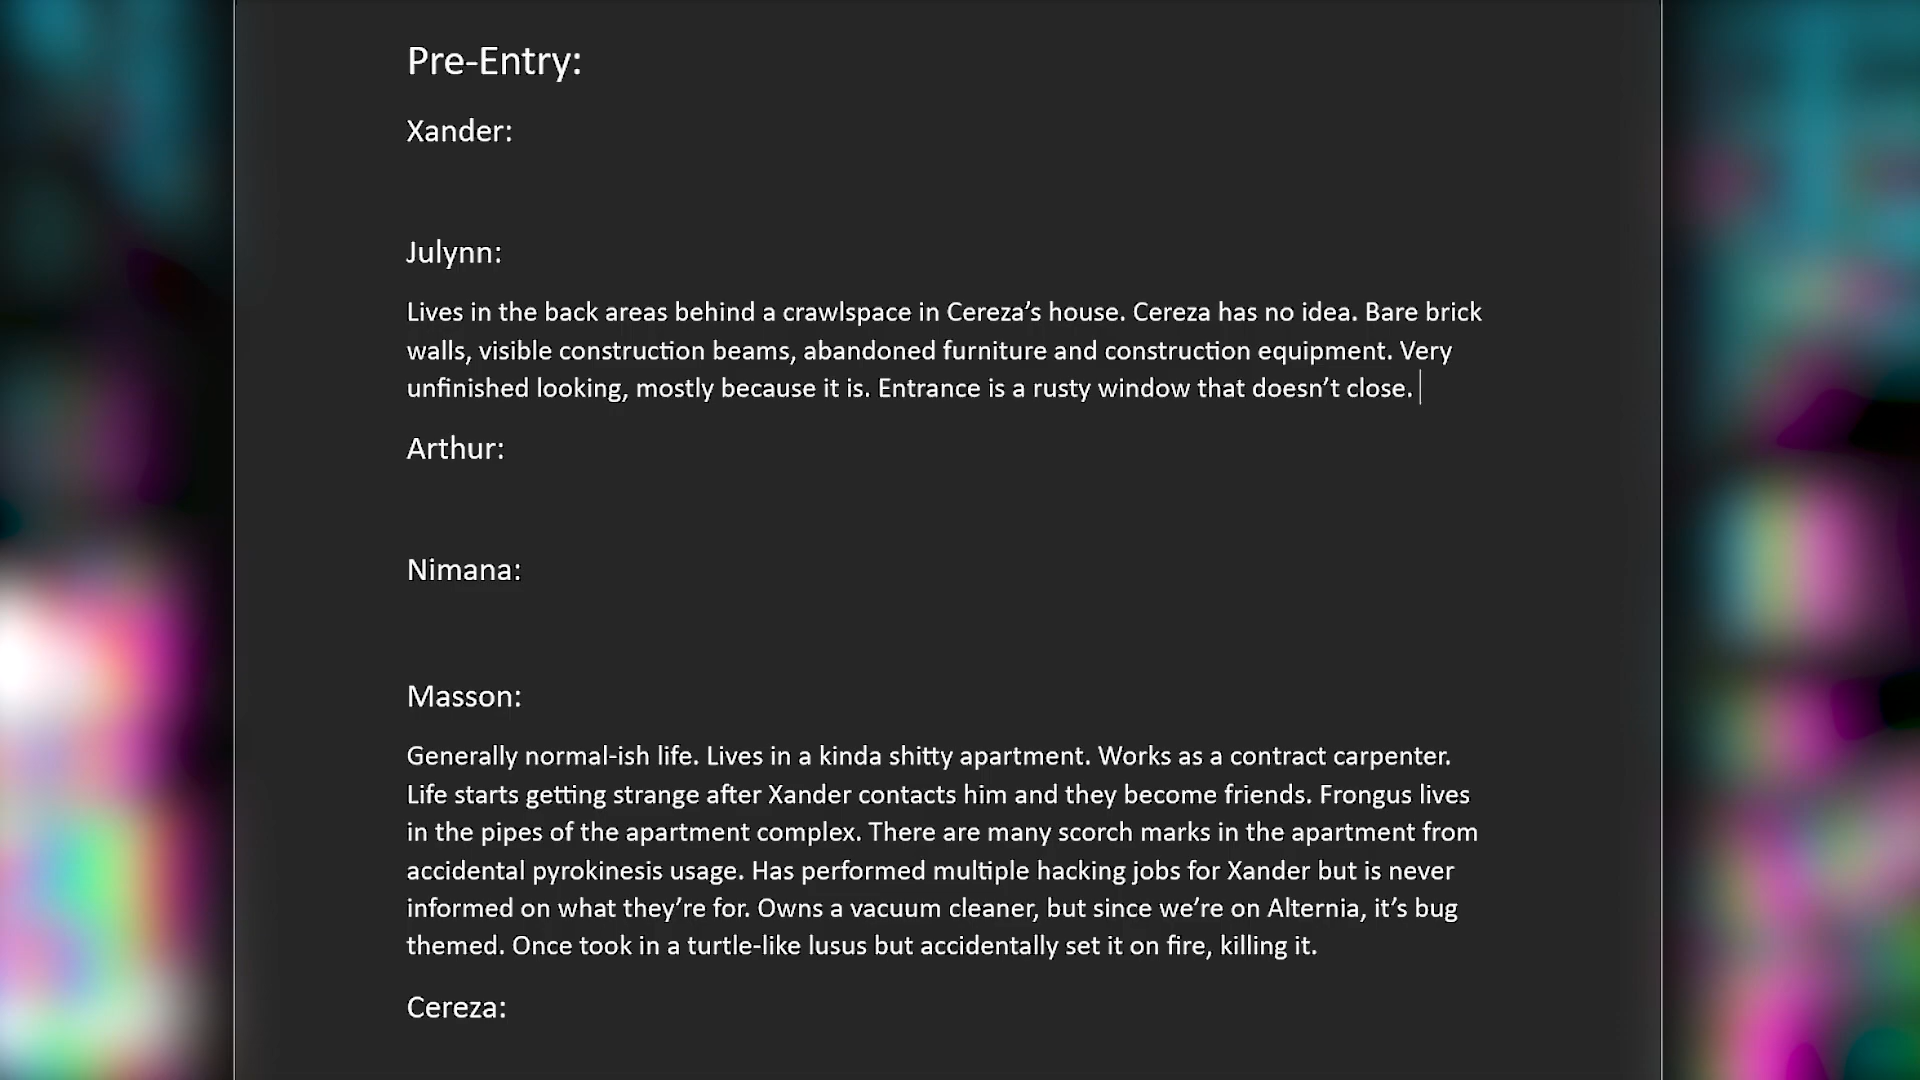 Pre-Entry:
Xander:
Julynn:
Lives in the back areas behind a crawlspace in Cereza’s house. Cereza has no idea. Bare brick
walls, visible construction beams, abandoned furniture and construction equipment. Very
unfinished looking, mostly because it is. Entrance is a rusty window that doesn’t close.
Arthur:
Nimana:
Masson:
Generally normal-ish life. Lives in a kinda shitty apartment. Works as a contract carpenter.
Life starts getting strange after Xander contacts him and they become friends. Frongus lives
in the pipes of the apartment complex. There are many scorch marks in the apartment from
accidental pyrokinesis usage. Has performed multiple hacking jobs for Xander but is never
informed on what they’re for. Owns a vacuum cleaner, but since we’re on Alternia, it’s bug
themed. Once took in a turtle-like lusus but accidentally set it on fire, killing it.
Cereza: